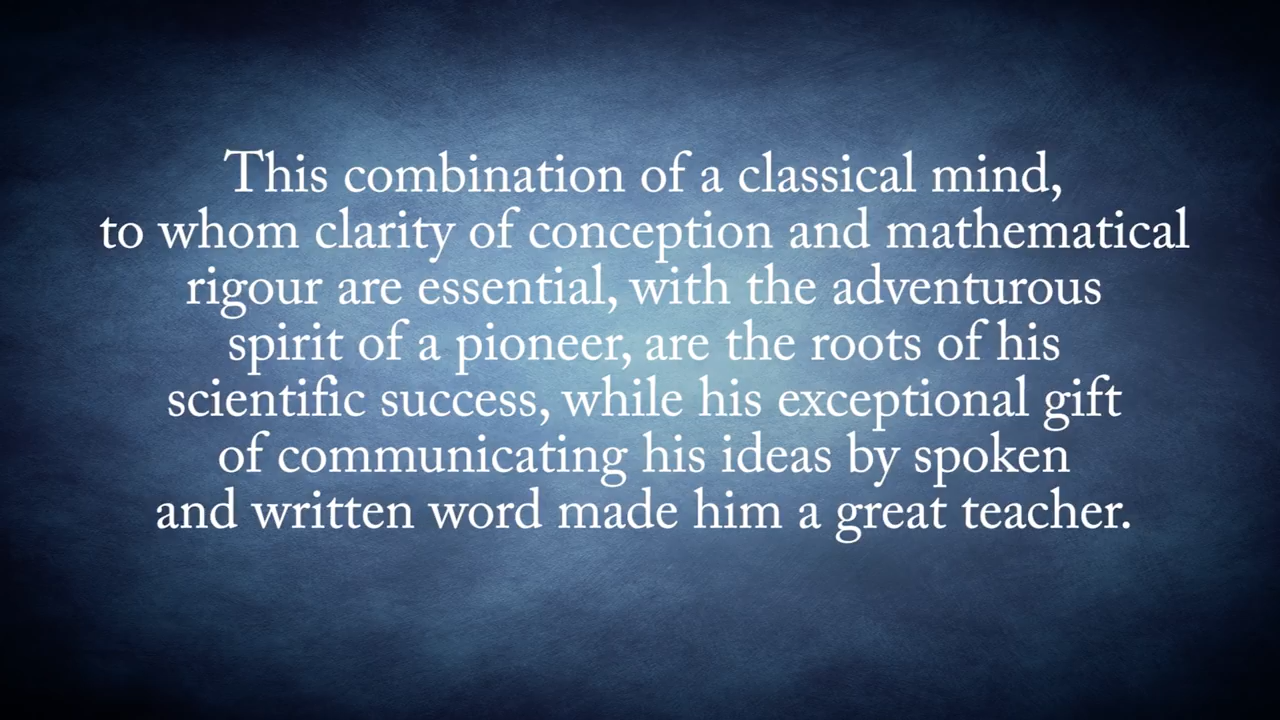 This combination of a classical mind,
to whom clarity of conception and mathematical
rigour are essential, with the adventurous
spirit of a pioneer, are the roots of his
scientific success, while his exceptional gift
of communicating his ideas by spoken
and written word made him a great teacher.